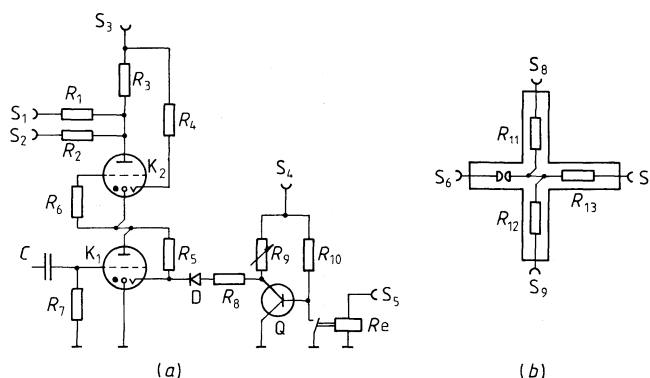 S₃
S₈
R₃
R₁
S₁
R₄
R₁₁
S₂
R₂
K₂
S₄
S₆
S
R₁₃
R₆
R₁₂
K₁
R₅
R₉
R₁₀
C
S₉
S₅
D
R₈
R₇
Q
Re
(a)
(b)